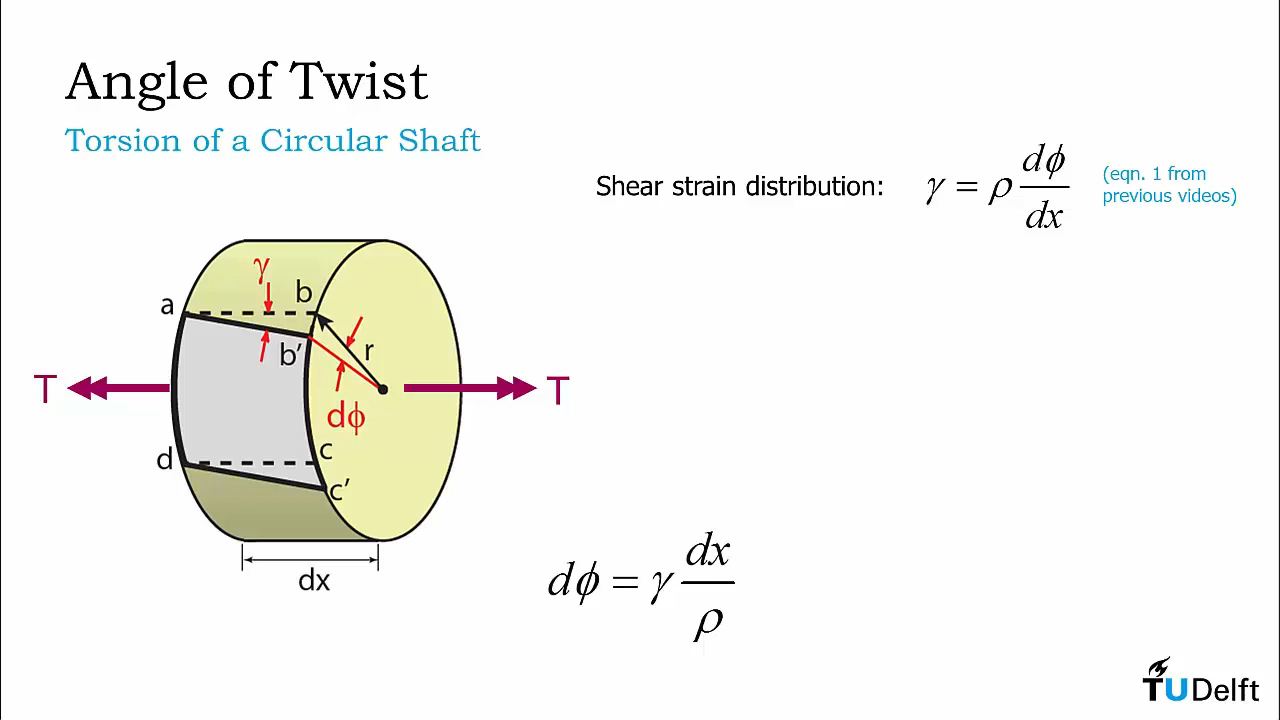 Angle of Twist
Torsion of a Circular Shaft
Shear strain distribution:
γ = ρ dϕ/dx
(eqn. 1 from
previous videos)
γ
a
b
b’
r
T
T
dϕ
d
c
c’
dx
dϕ = γ dx/ρ
TUDelft